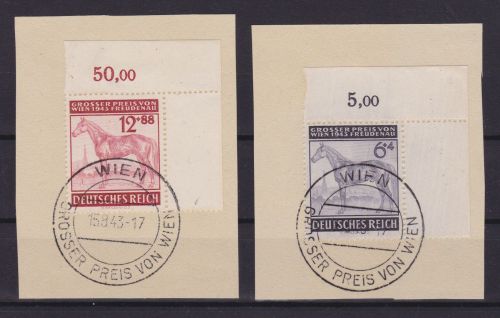 50,00
GROSSER PREIS VON
WIEN 1943 FREUDENAU
12+88
DEUTSCHES REICH
WIEN
15.8.43-17
GROSSER PREIS VON WIEN
5,00
GROSSER PREIS VON
WIEN 1943 FREUDENAU
6+4
DEUTSCHES REICH
WIEN
GROSSER PREIS VON WIEN